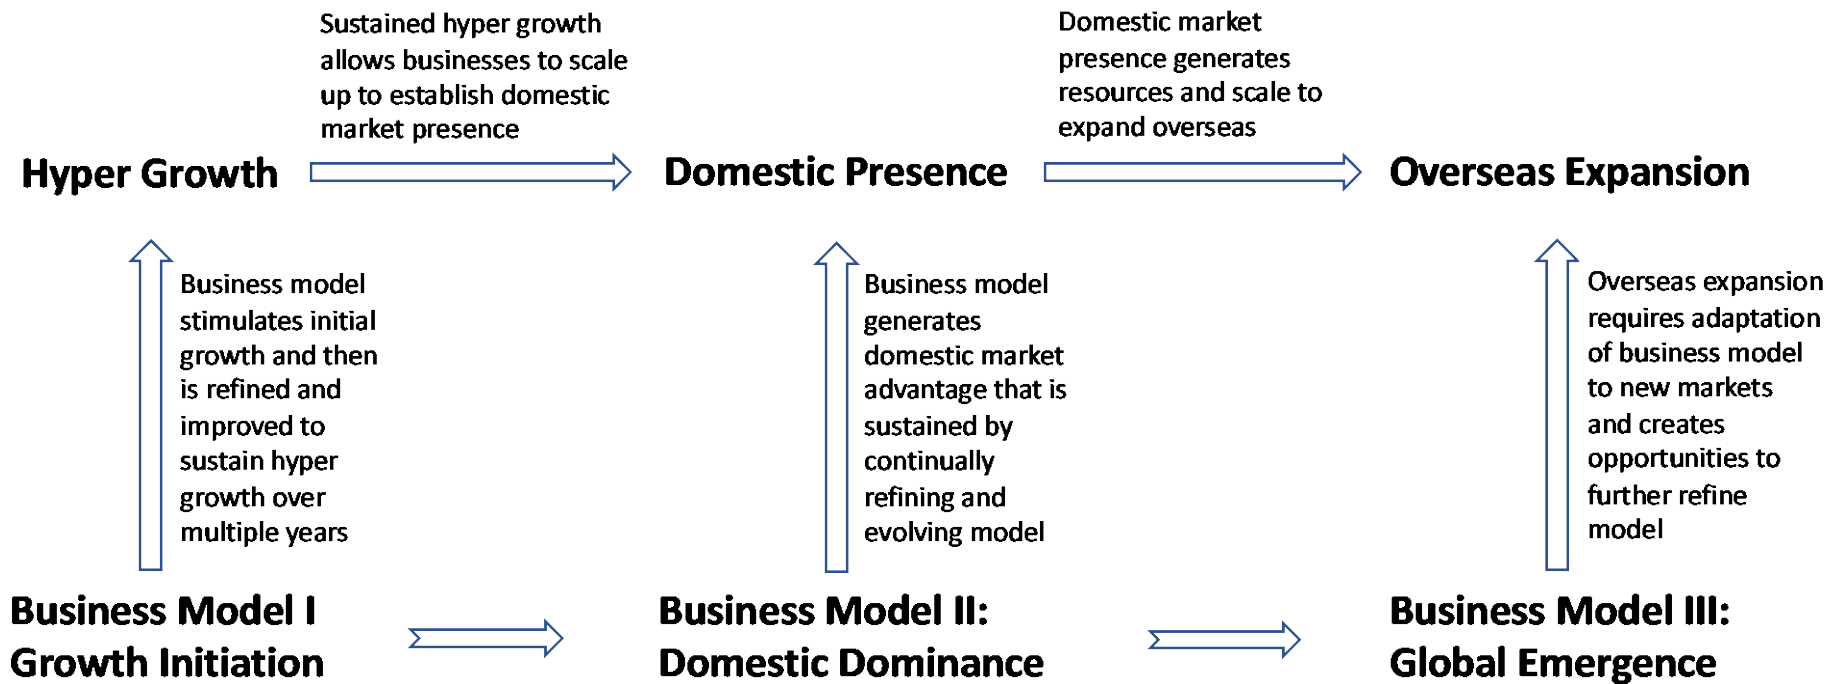 Sustained hyper growth
allows businesses to scale
up to establish domestic
market presence
Domestic market
presence generates
resources and scale to
expand overseas
Hyper Growth
Domestic Presence
Overseas Expansion
Business model
stimulates initial
growth and then
is refined and
improved to
sustain hyper
growth over
multiple years
Business model
generates
domestic market
advantage that is
sustained by
continually
refining and
evolving model
Overseas expansion
requires adaptation
of business model
to new markets
and creates
opportunities to
further refine
model
Business Model I
Growth Initiation
Business Model II:
Domestic Dominance
Business Model III:
Global Emergence